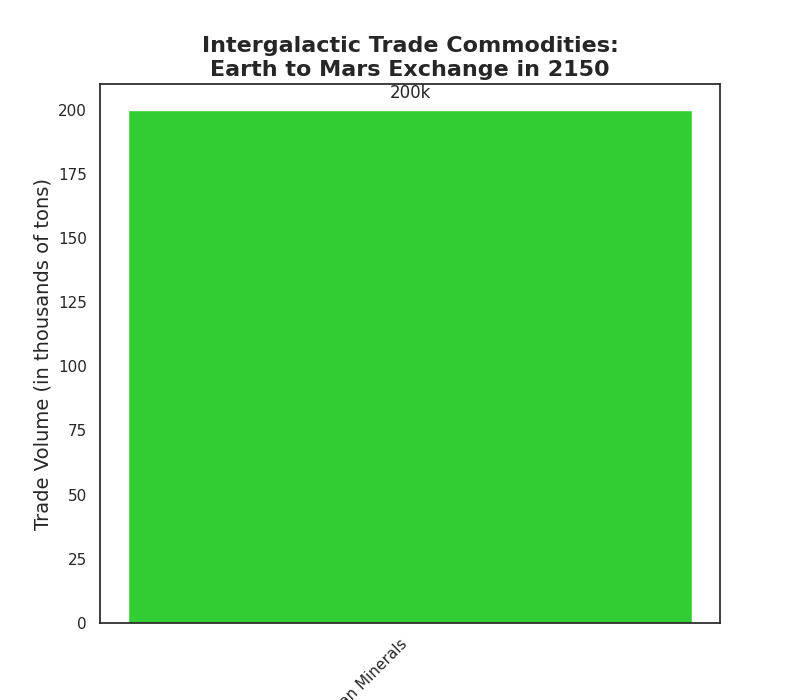 Intergalactic Trade Commodities:
Earth to Mars Exchange in 2150
200k
Trade Volume (in thousands of tons)
200
175
150
125
100
75
50
25
0
Minerals